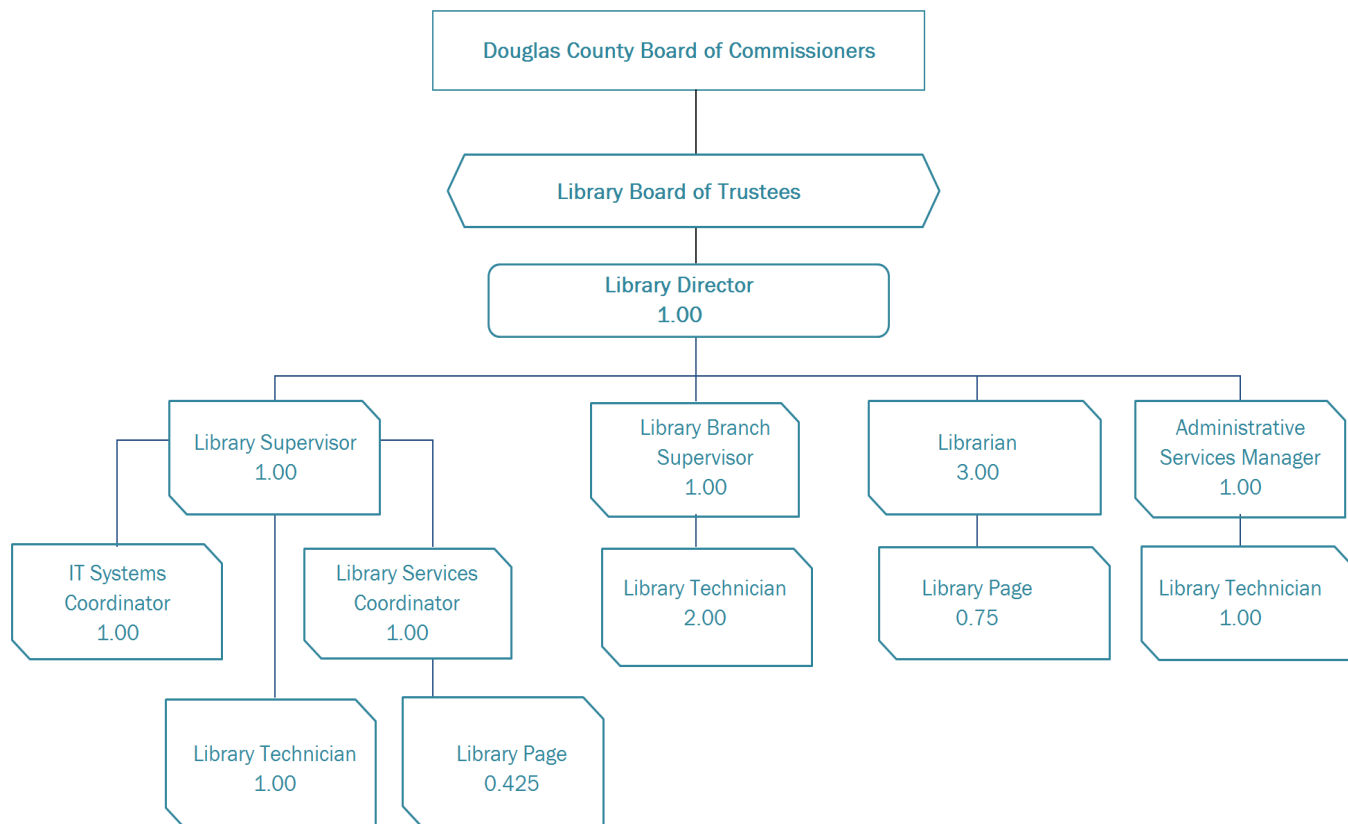 Douglas County Board of Commissioners
Library Board of Trustees
Library Director
1.00
Library Supervisor
1.00
Library Branch
Supervisor
1.00
Librarian
3.00
Administrative
Services Manager
1.00
IT Systems
Coordinator
1.00
Library Services
Coordinator
1.00
Library Technician
2.00
Library Page
0.75
Library Technician
1.00
Library Technician
1.00
Library Page
0.425